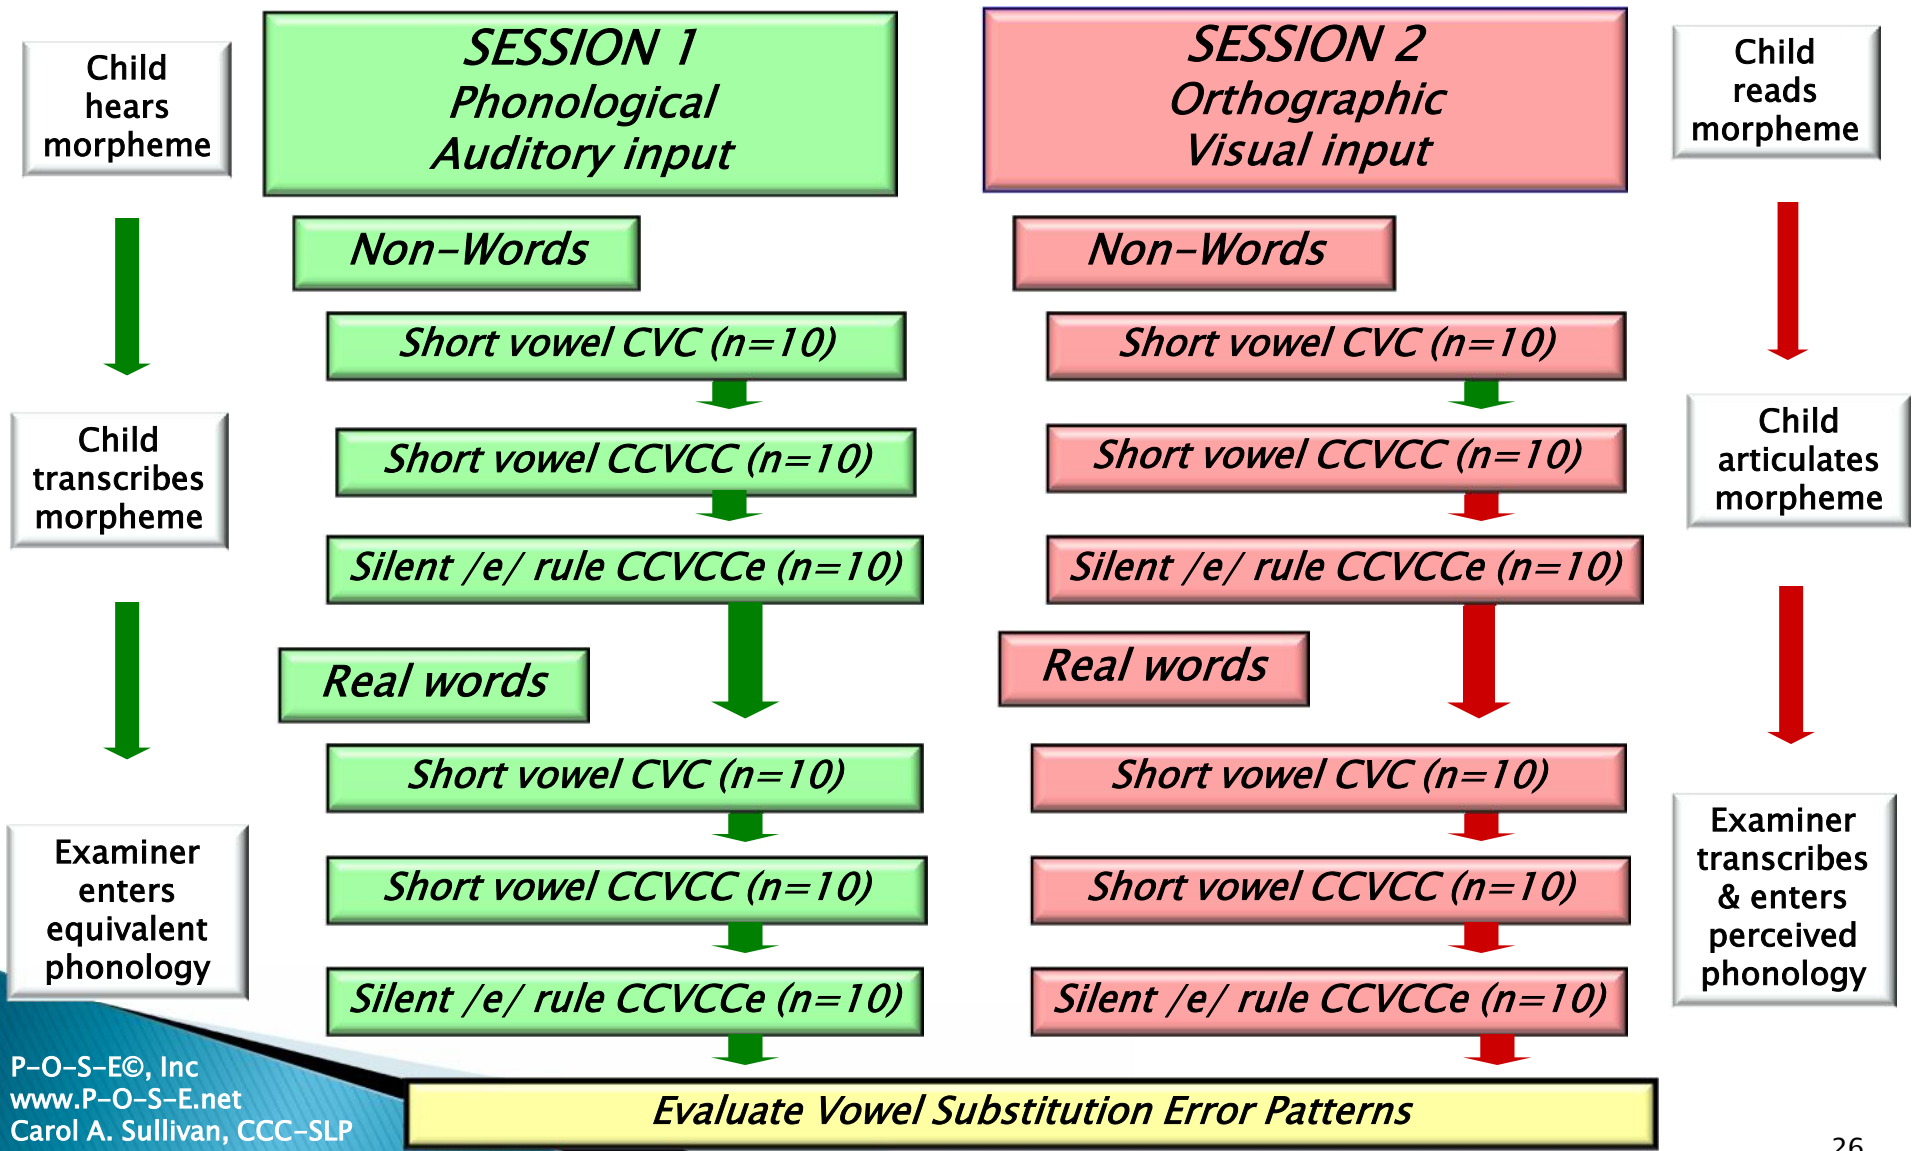 Child
hears
morpheme
Child
transcribes
morpheme
Examiner
enters
equivalent
phonology
SESSION 1
Phonological
Auditory input
Non-Words
Short vowel CVC (n=10)
Short vowel CCVCC (n=10)
Silent /e/ rule CCVCCe (n=10)
Real words
Short vowel CVC (n=10)
Short vowel CCVCC (n=10)
Silent /e/ rule CCVCCe (n=10)
SESSION 2
Orthographic
Visual input
Non-Words
Short vowel CVC (n=10)
Short vowel CCVCC (n=10)
Silent /e/ rule CCVCCe (n=10)
Real words
Short vowel CVC (n=10)
Short vowel CCVCC (n=10)
Silent /e/ rule CCVCCe (n=10)
Child
reads
morpheme
Child
articulates
morpheme
Examiner
transcribes
& enters
perceived
phonology
Evaluate Vowel Substitution Error Patterns
P-O-S-E©, Inc
www.P-O-S-E.net
Carol A. Sullivan, CCC-SLP
26